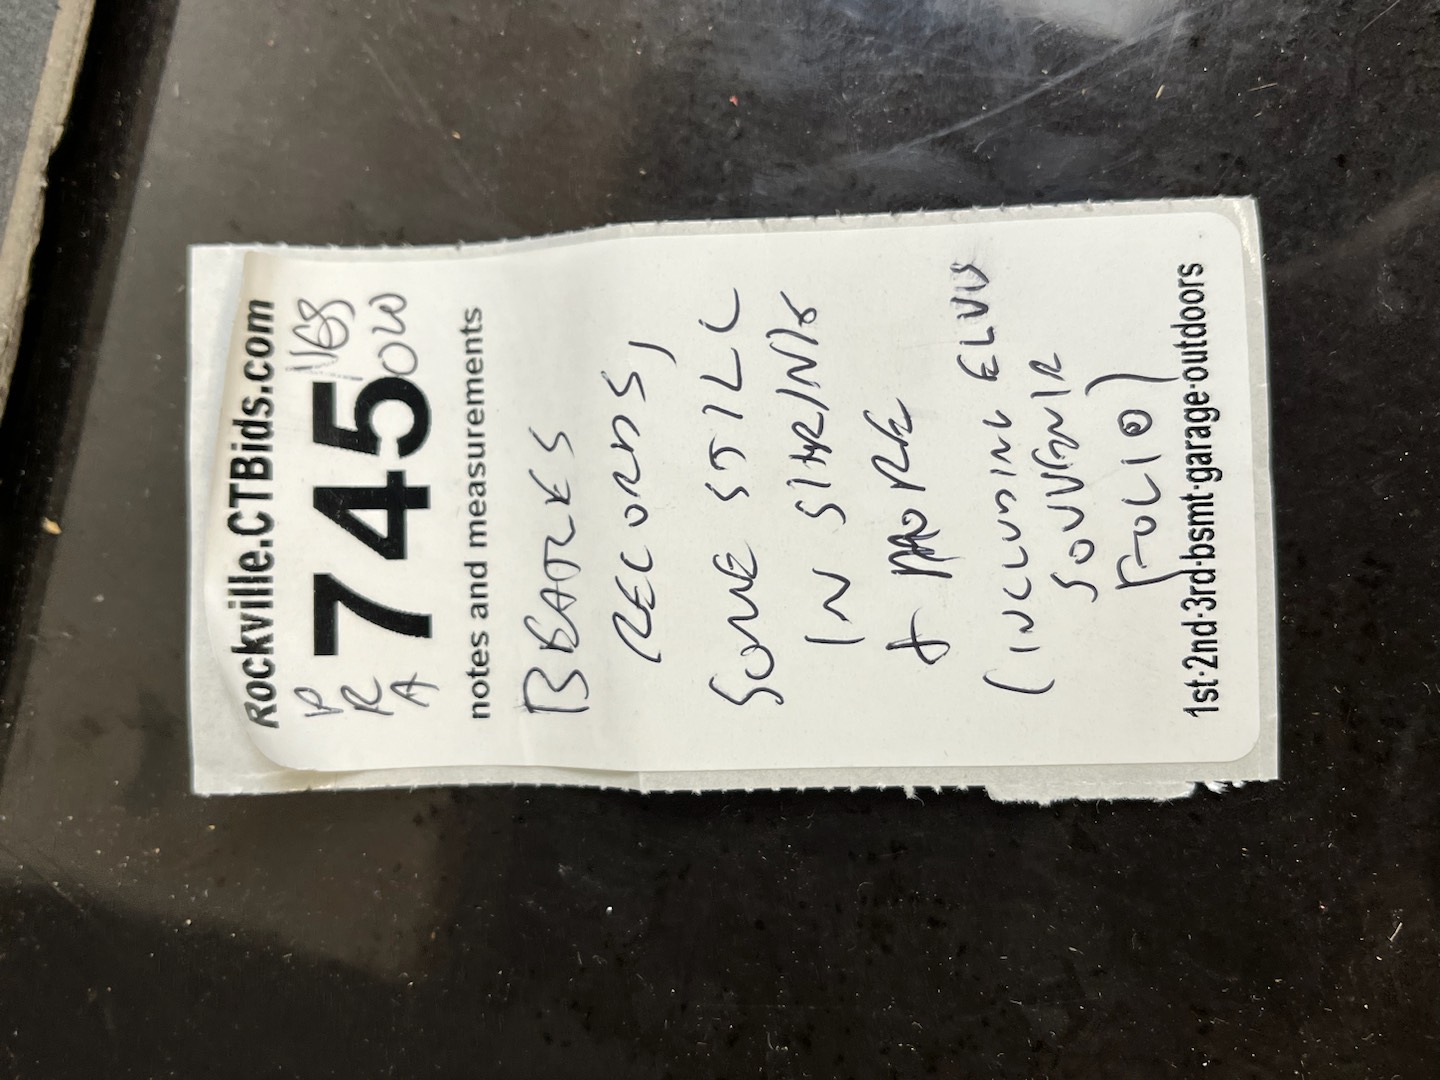 Rockville.CTBids.com
P
R
A
745
OW
notes and measurements
BEATLES
RECORDS,
SOME STILL
IN SHRINK
+ MORE
(INCLUDING ELVIS
SOUVENIR
FOLIO)
1st·2nd·3rd·bsmt·garage·outdoors